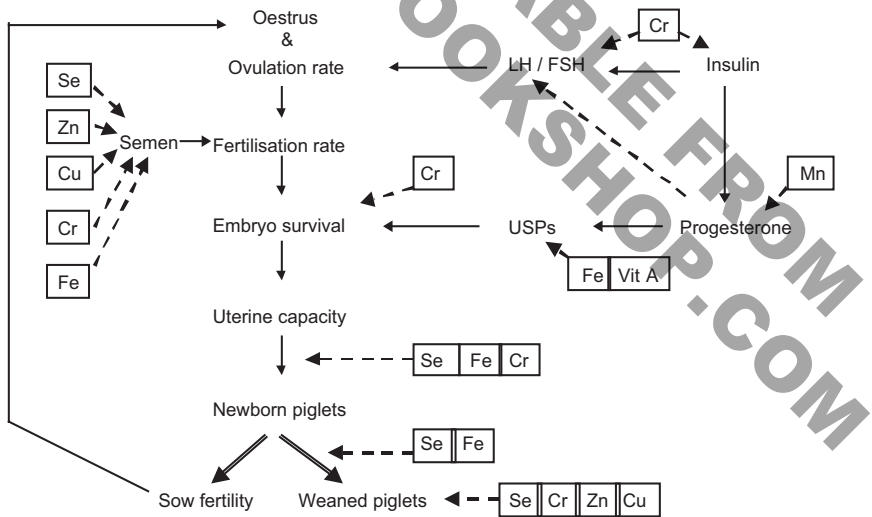 Oestrus
&
Ovulation rate
LH / FSH
Cr
Insulin
Se
Zn
Cu
Cr
Fe
Semen
Fertilisation rate
Cr
Mn
Embryo survival
USPs
Progesterone
Fe Vit A
Uterine capacity
Se Fe Cr
Newborn piglets
Se Fe
Sow fertility
Weaned piglets
Se Cr Zn Cu
ABLE FROM
OOKSHOP.COM